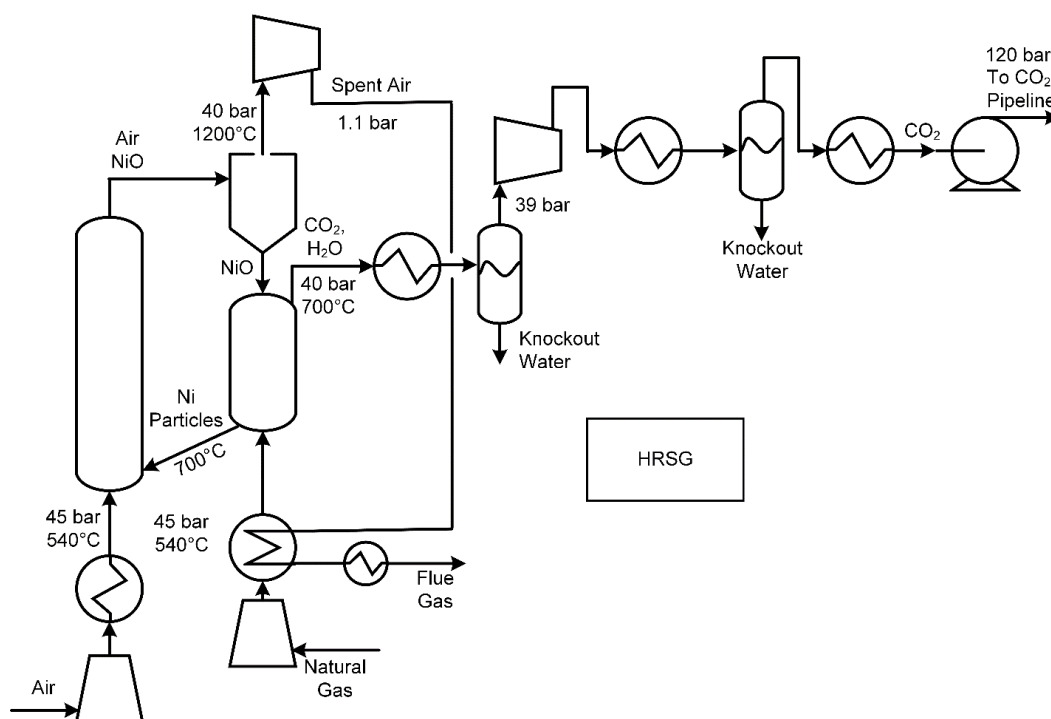 Spent Air
1.1 bar
40 bar
1200°C
Air
NiO
120 bar
To CO₂
Pipeline
CO₂
39 bar
CO₂,
H₂O
NiO
40 bar
700°C
Knockout
Water
Knockout
Water
Ni
Particles
700°C
HRSG
45 bar
540°C
45 bar
540°C
Flue
Gas
Natural
Gas
Air